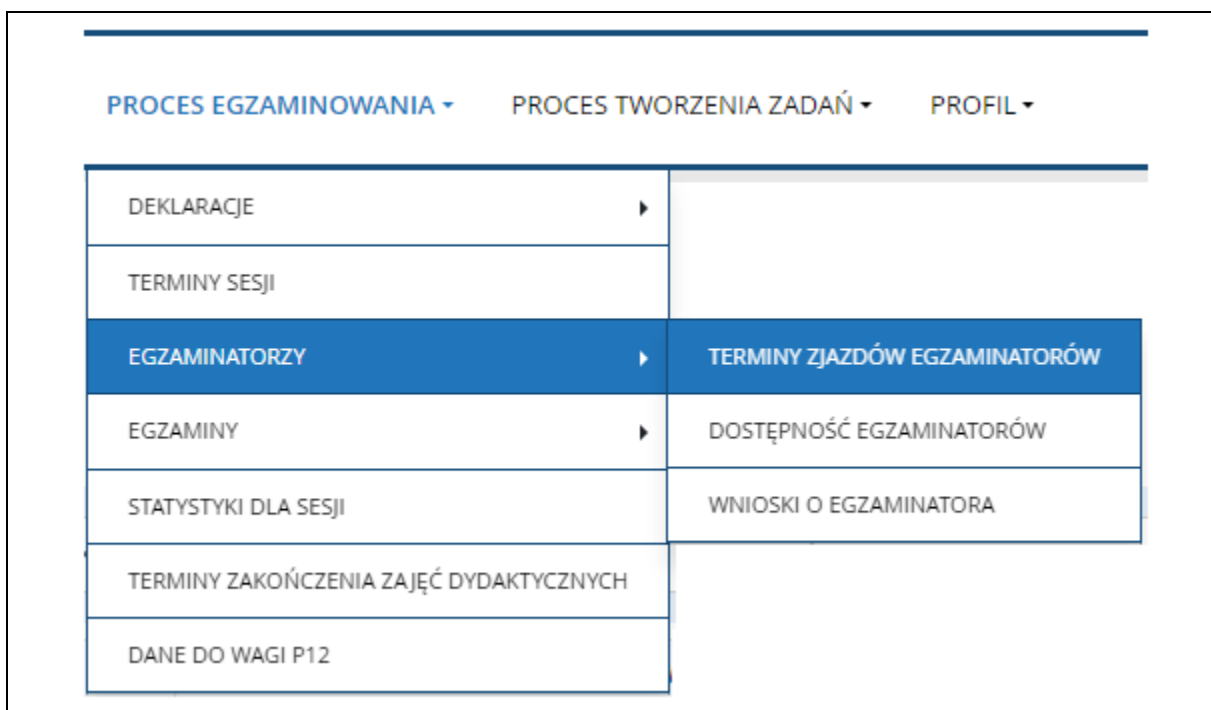 PROCES EGZAMINOWANIA PROCES TWORZENIA ZADAŃ PROFIL
DEKLARACJE
TERMINY SESJI
EGZAMINATORZY
TERMINY ZJAZDÓW EGZAMINATORÓW
EGZAMINY
DOSTĘPNOŚĆ EGZAMINATORÓW
STATYSTYKI DLA SESJI
WNIOSKI O EGZAMINATORA
TERMINY ZAKOŃCZENIA ZAJĘĆ DYDAKTYCZNYCH
DANE DO WAGI P12